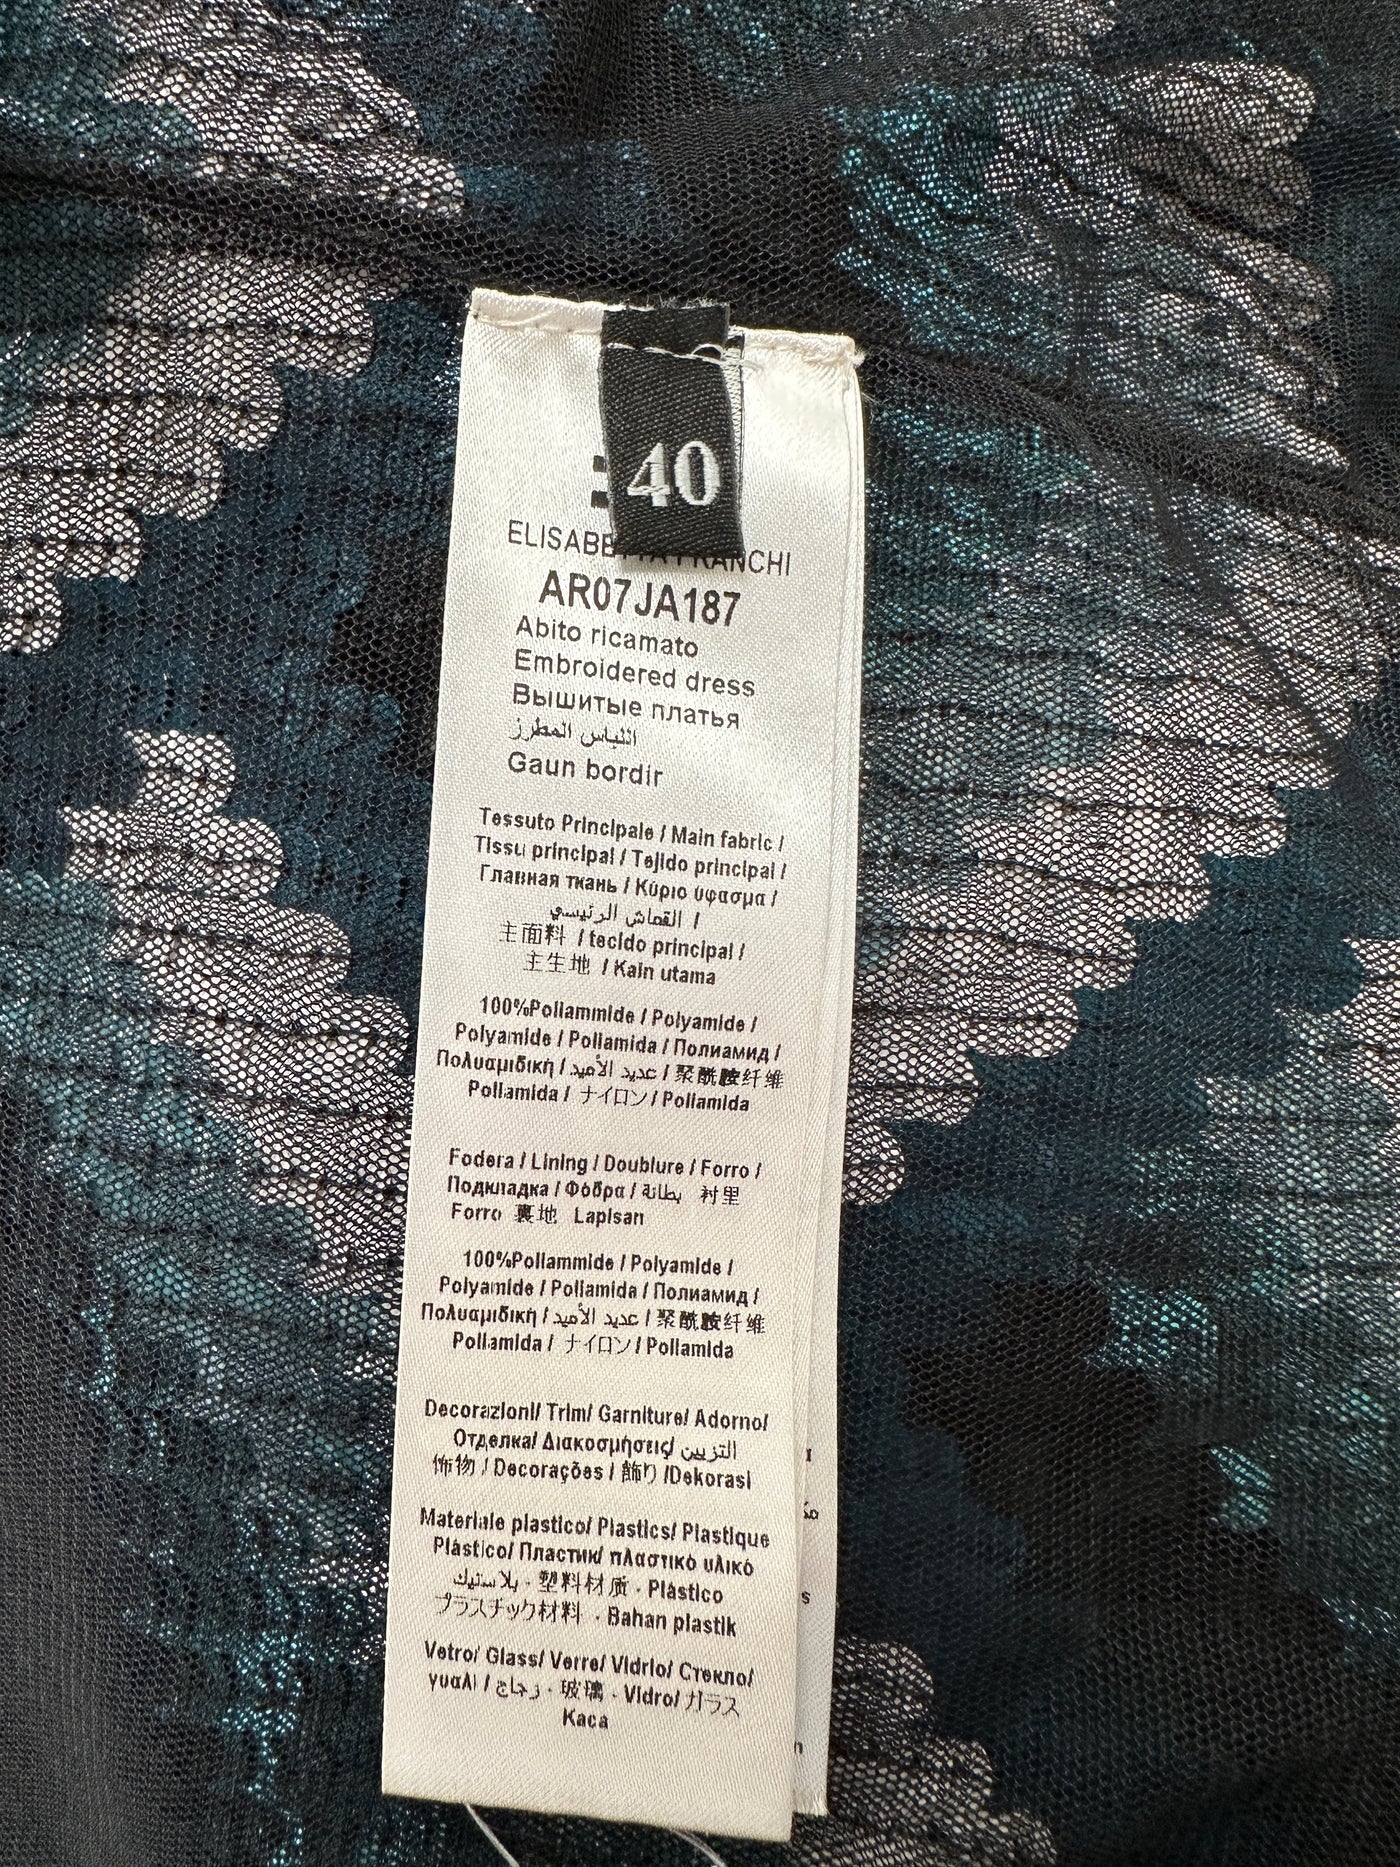 40
ELISABETTA FRANCHI
AR07JA187
Abito ricamato
Embroidered dress
Вышитые платья
اللباس المطرز
Gaun bordir
Tessuto Principale / Main fabric /
Tissu principal / Tejido principal /
Главная ткань / Κύριο ύφασμα /
القماش الرئيسي /
主面料 / tecido principal /
主生地 / Kain utama
100%Poliammide / Polyamide /
Polyamide / Poliamida / Полиамид /
Πολυαμιδική / عديد الأميد / 聚酰胺纤维
Poliamida / ナイロン / Poliamida
Fodera / Lining / Doublure / Forro /
Подкладка / Φόδρα / بطانة 衬里
Forro 裏地 Lapisan
100%Poliammide / Polyamide /
Polyamide / Poliamida / Полиамид /
Πολυαμιδική / عديد الأميد / 聚酰胺纤维
Poliamida / ナイロン / Poliamida
Decorazioni/ Trim/ Garniture/ Adorno/
Отделка/ Διακοσμήσεις/ التزيين
佈物 / Decorações / 飾り /Dekorasi
Materiale plastico/ Plastics/ Plastique
Plástico/ Пластик/ πλαστικό υλικό
بلاستيك · 塑料材质 · Plástico
プラスチック材料 · Bahan plastik
Vetro/ Glass/ Verre/ Vidrio/ Стекло/
γυαλί / زجاج · 玻璃 · Vidro/ ガラス
Kaca